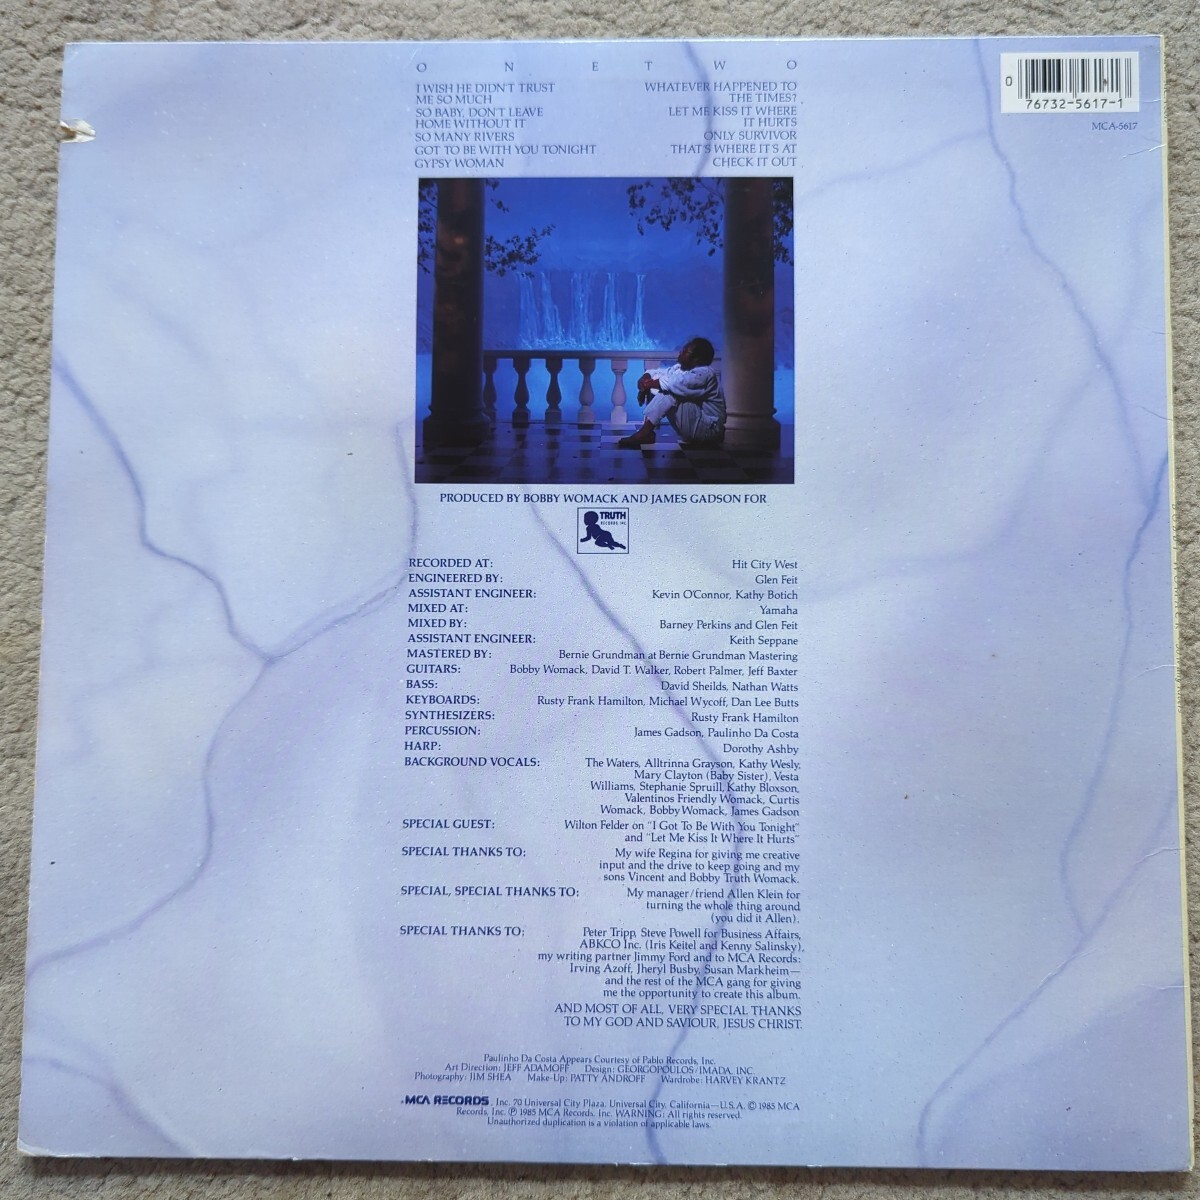 O N E T W O
I WISH HE DIDN'T TRUST
ME SO MUCH
SO BABY, DON'T LEAVE
HOME WITHOUT IT
SO MANY RIVERS
GOT TO BE WITH YOU TONIGHT
GYPSY WOMAN
WHATEVER HAPPENED TO
THE TIMES?
LET ME KISS IT WHERE
IT HURTS
ONLY SURVIVOR
THAT'S WHERE IT'S AT
CHECK IT OUT
0
76732-5617-1
MCA-5617
PRODUCED BY BOBBY WOMACK AND JAMES GADSON FOR
TRUTH
RECORDS INC.
RECORDED AT: Hit City West
ENGINEERED BY: Glen Feit
ASSISTANT ENGINEER: Kevin O'Connor, Kathy Botich
MIXED AT: Yamaha
MIXED BY: Barney Perkins and Glen Feit
ASSISTANT ENGINEER: Keith Seppane
MASTERED BY: Bernie Grundman at Bernie Grundman Mastering
GUITARS: Bobby Womack, David T. Walker, Robert Palmer, Jeff Baxter
BASS: David Sheilds, Nathan Watts
KEYBOARDS: Rusty Frank Hamilton, Michael Wycoff, Dan Lee Butts
SYNTHESIZERS: Rusty Frank Hamilton
PERCUSSION: James Gadson, Paulinho Da Costa
HARP: Dorothy Ashby
BACKGROUND VOCALS: The Waters, Alltrinna Grayson, Kathy Wesly,
Mary Clayton (Baby Sister), Vesta
Williams, Stephanie Spruill, Kathy Bloxson,
Valentinos Friendly Womack, Curtis
Womack, Bobby Womack, James Gadson
SPECIAL GUEST: Wilton Felder on "I Got To Be With You Tonight"
and "Let Me Kiss It Where It Hurts"
SPECIAL THANKS TO: My wife Regina for giving me creative
input and the drive to keep going and my
sons Vincent and Bobby Truth Womack.
SPECIAL, SPECIAL THANKS TO: My manager/friend Allen Klein for
turning the whole thing around
(you did it Allen).
SPECIAL THANKS TO: Peter Tripp, Steve Powell for Business Affairs,
ABKCO Inc. (Iris Keitel and Kenny Salinsky),
my writing partner Jimmy Ford and to MCA Records:
Irving Azoff, Jheryl Busby, Susan Markheim—
and the rest of the MCA gang for giving
me the opportunity to create this album.
AND MOST OF ALL, VERY SPECIAL THANKS
TO MY GOD AND SAVIOUR, JESUS CHRIST.
Paulinho Da Costa Appears Courtesy of Pablo Records, Inc.
Art Direction: JEFF ADAMOFF Design: GEORGOPOULOS/IMADA, INC.
Photography: JIM SHEA Make-Up: PATTY ANDROFF Wardrobe: HARVEY KRANTZ
MCA RECORDS, Inc. 70 Universal City Plaza, Universal City, California—U.S.A. © 1985 MCA
Records, Inc. ℗ 1985 MCA Records, Inc. WARNING: All rights reserved.
Unauthorized duplication is a violation of applicable laws.